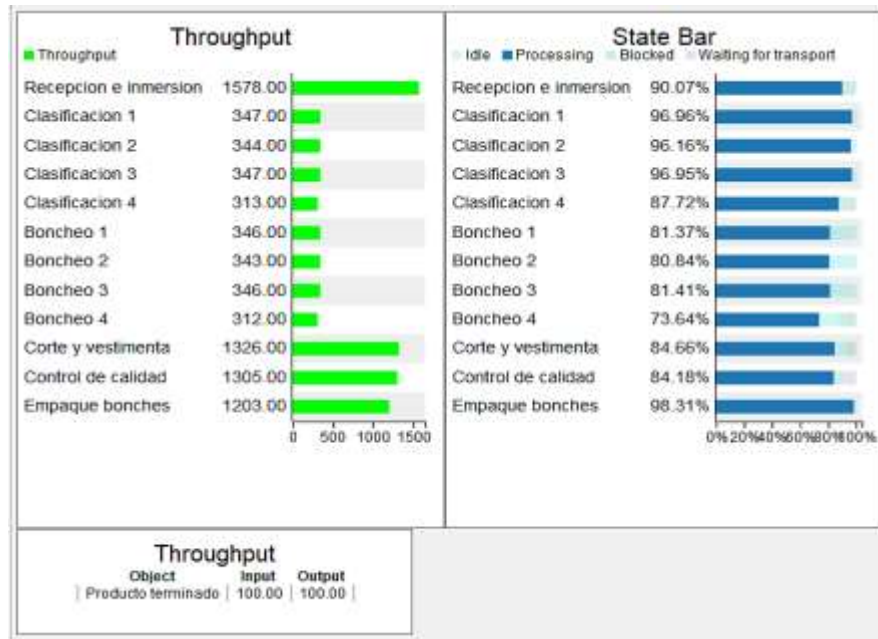 Throughput
Throughput
Recepcion e inmersion 1578.00
Clasificacion 1 347.00
Clasificacion 2 344.00
Clasificacion 3 347.00
Clasificacion 4 313.00
Boncheo 1 346.00
Boncheo 2 343.00
Boncheo 3 346.00
Boncheo 4 312.00
Corte y vestimenta 1326.00
Control de calidad 1305.00
Empaque bonches 1203.00
0 500 1000 1500
State Bar
Idle Processing Blocked Waiting for transport
Recepcion e inmersion 90.07%
Clasificacion 1 96.96%
Clasificacion 2 96.16%
Clasificacion 3 96.95%
Clasificacion 4 87.72%
Boncheo 1 81.37%
Boncheo 2 80.84%
Boncheo 3 81.41%
Boncheo 4 73.64%
Corte y vestimenta 84.66%
Control de calidad 84.18%
Empaque bonches 98.31%
0% 20% 40% 60% 80% 100%
Throughput
Object Input Output
Producto terminado 100.00 100.00